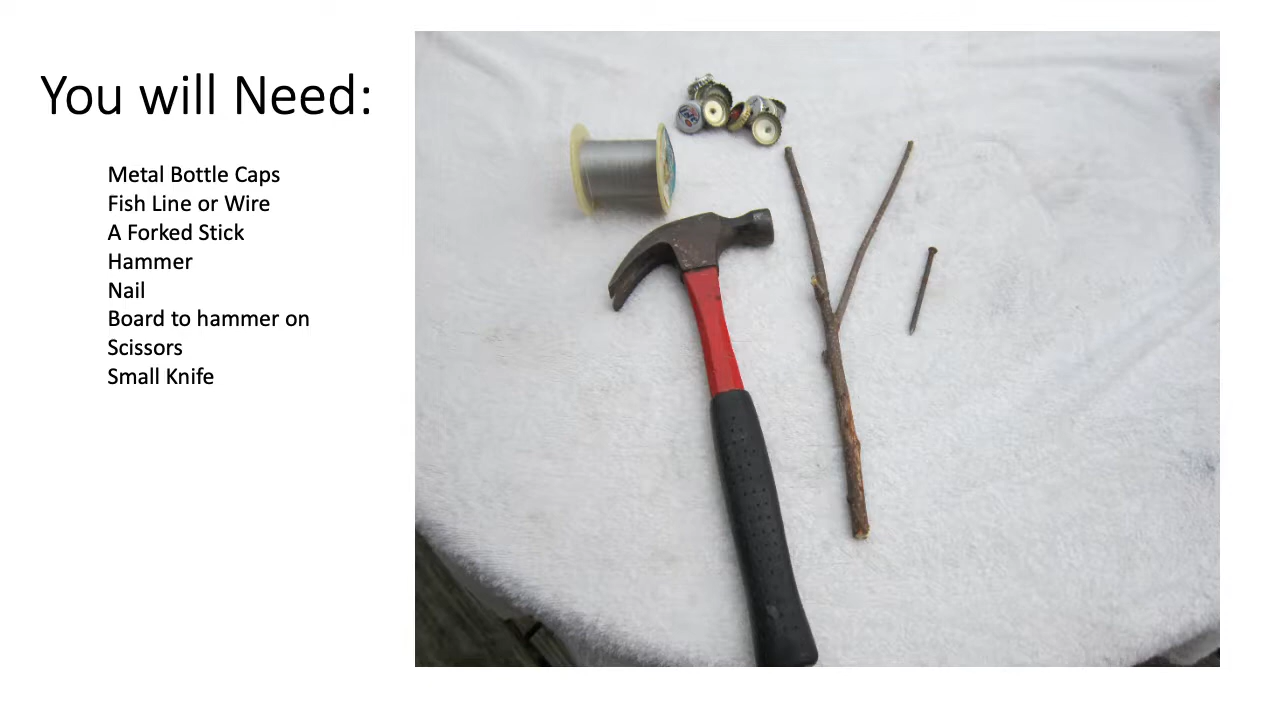 You will Need:
Metal Bottle Caps
Fish Line or Wire
A Forked Stick
Hammer
Nail
Board to hammer on
Scissors
Small Knife